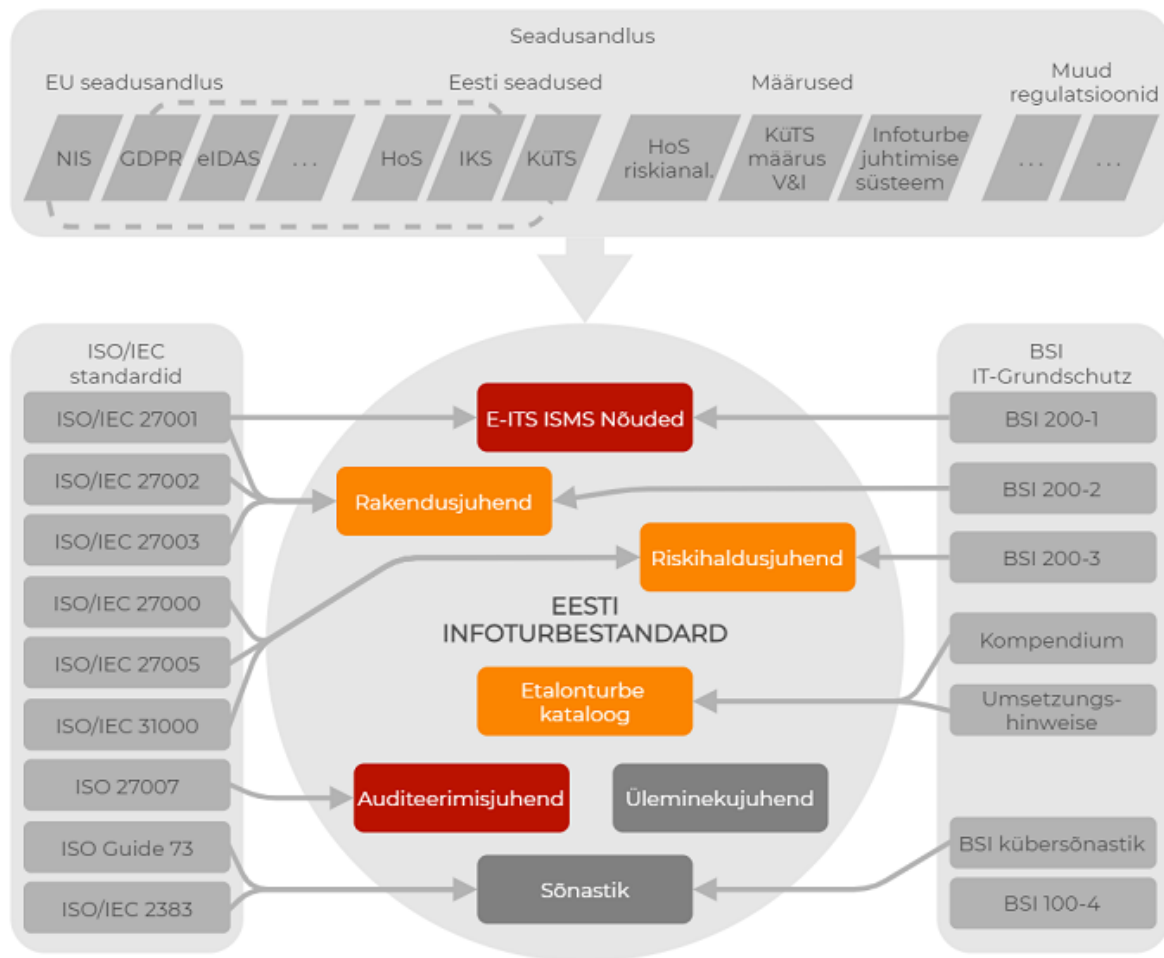 Seadusandlus
EU seadusandlus
Eesti seadused
Määrused
Muud
regulatsioonid
NIS
GDPR
eIDAS
...
HoS
IKS
KüTS
HoS
riskianal.
KüTS
määrus
V&I
Infoturbe
juhtimise
süsteem
...
...
ISO/IEC
standardid
ISO/IEC 27001
ISO/IEC 27002
ISO/IEC 27003
ISO/IEC 27000
ISO/IEC 27005
ISO/IEC 31000
ISO 27007
ISO Guide 73
ISO/IEC 2383
E-ITS ISMS Nõuded
Rakendusjuhend
Riskihaldusjuhend
EESTI
INFOTURBESTANDARD
Etalonturbe
kataloog
Auditeerimisjuhend
Üleminekujuhend
Sõnastik
BSI
IT-Grundschutz
BSI 200-1
BSI 200-2
BSI 200-3
Kompendium
Umsetzungs-
hinweise
BSI kübersõnastik
BSI 100-4